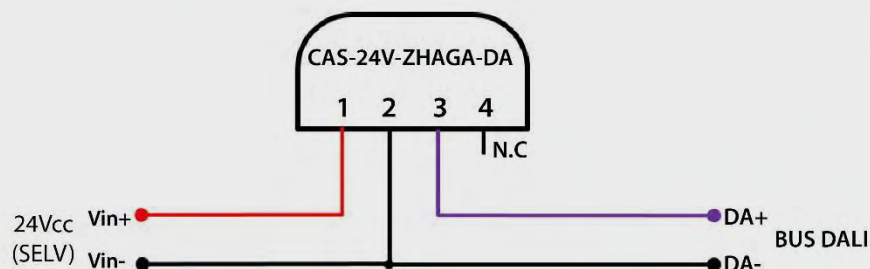 CAS-24V-ZHAGA-DA
1 2 3 4
N.C
Vin+ DA+
24Vcc BUS DALI
(SELV)
Vin- DA-